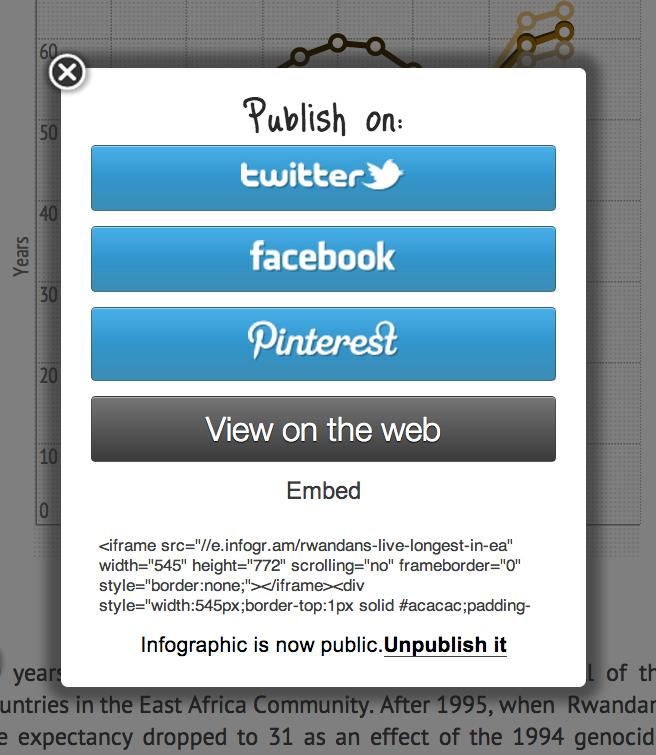 60
50
40
30
20
10
0
Years
Publish on:
twitter
facebook
Pinterest
View on the web
Embed
<iframe src="//e.infogr.am/rwandans-live-longest-in-ea"
width="545" height="772" scrolling="no" frameborder="0"
style="border:none;"></iframe><div
style="width:545px;border-top:1px solid #acacac;padding-
Infographic is now public.Unpublish it
years l of th
untries in the East Africa Community. After 1995, when Rwandan
e expectancy dropped to 31 as an effect of the 1994 genocid